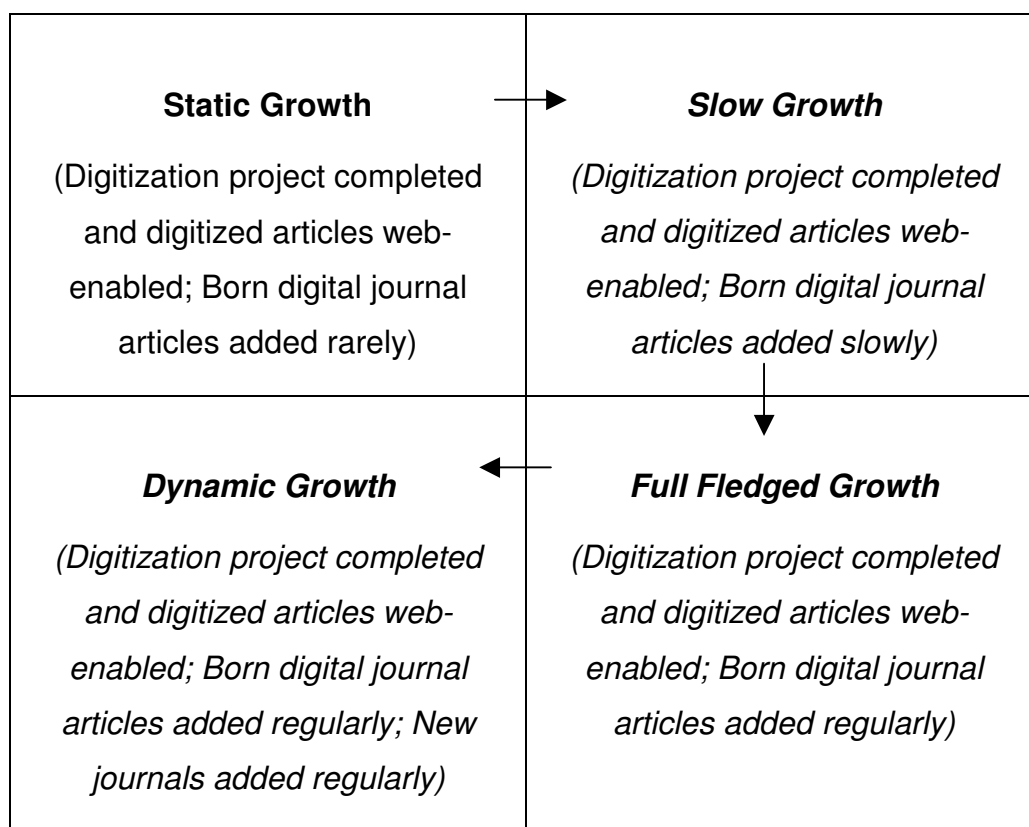 Static Growth
(Digitization project completed
and digitized articles web-
enabled; Born digital journal
articles added rarely)
Slow Growth
(Digitization project completed
and digitized articles web-
enabled; Born digital journal
articles added slowly)
Dynamic Growth
(Digitization project completed
and digitized articles web-
enabled; Born digital journal
articles added regularly; New
journals added regularly)
Full Fledged Growth
(Digitization project completed
and digitized articles web-
enabled; Born digital journal
articles added regularly)